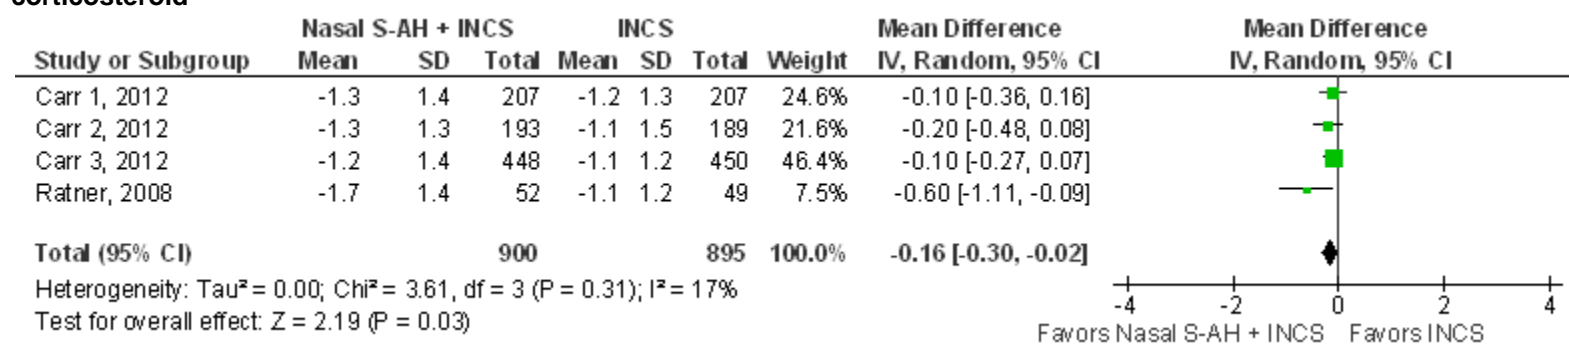 corticosteroid
Nasal S-AH + INCS INCS Mean Difference Mean Difference
Study or Subgroup Mean SD Total Mean SD Total Weight IV, Random, 95% CI IV, Random, 95% CI
Carr 1, 2012 -1.3 1.4 207 -1.2 1.3 207 24.6% -0.10 [-0.36, 0.16]
Carr 2, 2012 -1.3 1.3 193 -1.1 1.5 189 21.6% -0.20 [-0.48, 0.08]
Carr 3, 2012 -1.2 1.4 448 -1.1 1.2 450 46.4% -0.10 [-0.27, 0.07]
Ratner, 2008 -1.7 1.4 52 -1.1 1.2 49 7.5% -0.60 [-1.11, -0.09]
Total (95% CI) 900 895 100.0% -0.16 [-0.30, -0.02]
Heterogeneity: Tau² = 0.00; Chi² = 3.61, df = 3 (P = 0.31); I² = 17%
Test for overall effect: Z = 2.19 (P = 0.03)
-4 -2 0 2 4
Favors Nasal S-AH + INCS Favors INCS